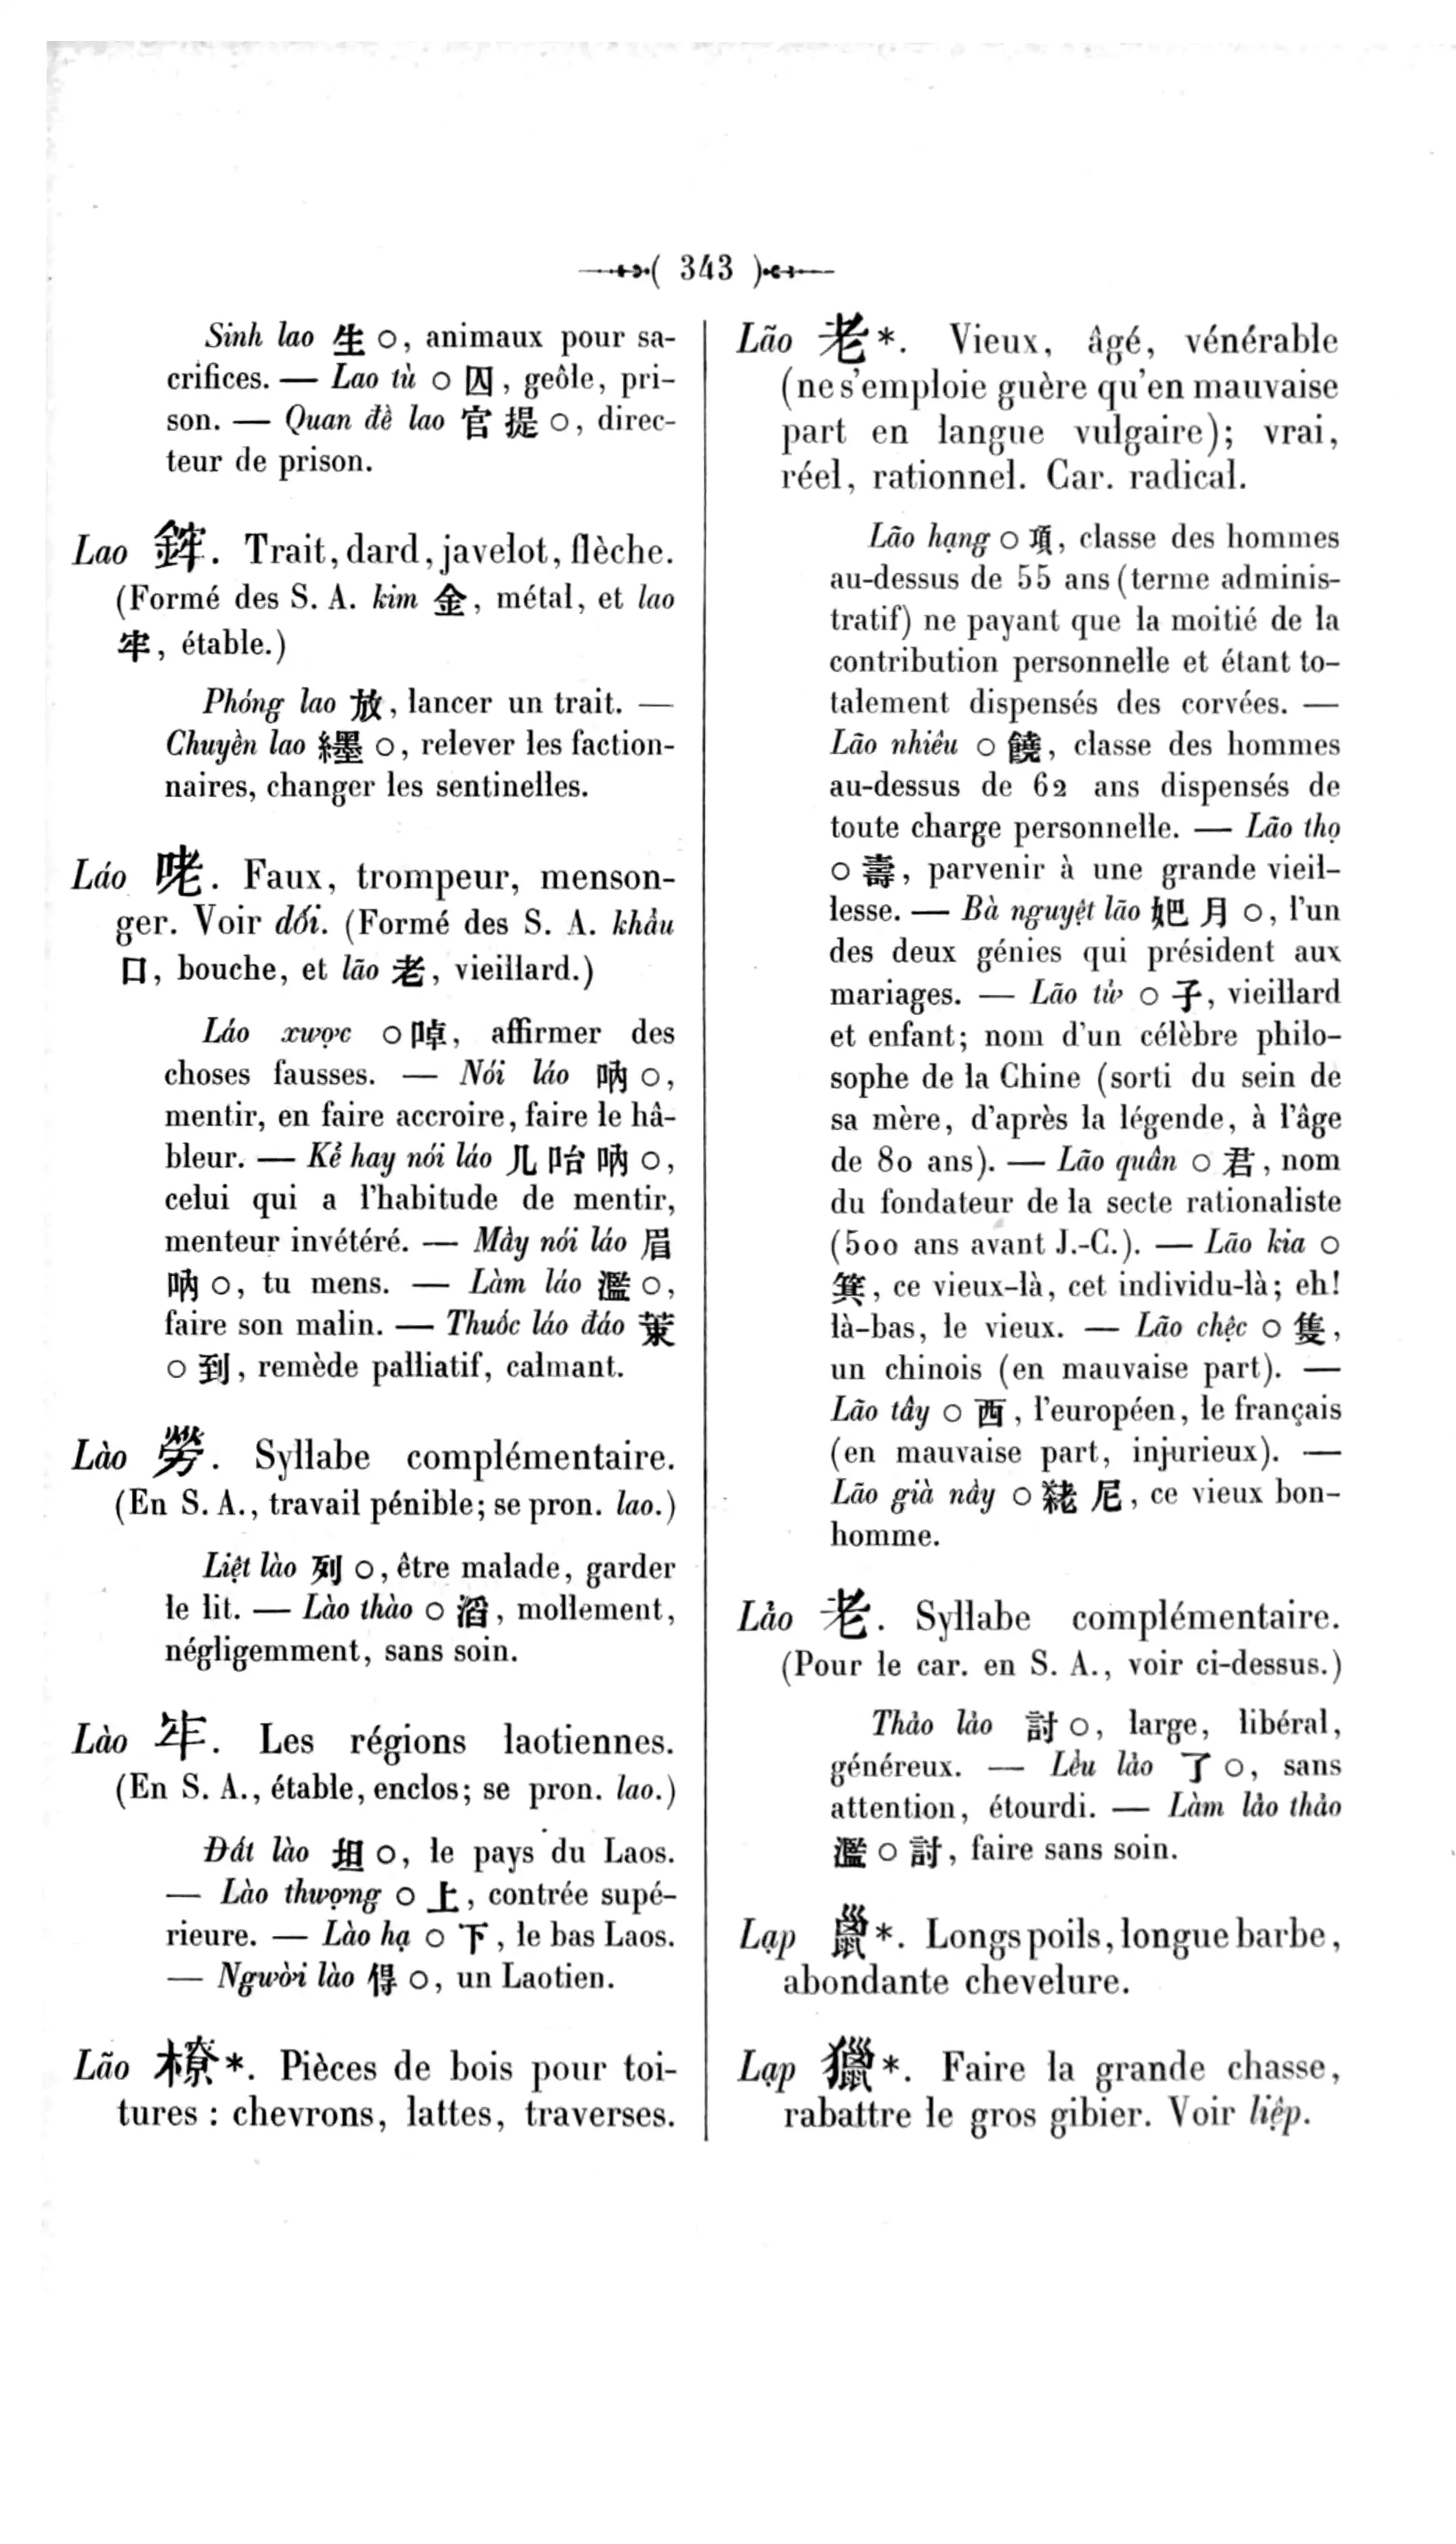 ( 343 )
Sinh lao 生 ○, animaux pour sa-
crifices. — Lao tù ○ 囚, geôle, pri-
son. — Quan đề lao 官 提 ○, direc-
teur de prison.
Lao 鉾. Trait, dard, javelot, flèche.
(Formé des S. A. kim 金, métal, et lao
牢, étable.)
Phóng lao 放, lancer un trait. —
Chuyền lao ○, relever les faction-
naires, changer les sentinelles.
Láo 咾. Faux, trompeur, menson-
ger. Voir dối. (Formé des S. A. khẩu
口, bouche, et lão 老, vieillard.)
Láo xược ○ 啅, affirmer des
choses fausses. — Nói láo 吶 ○,
mentir, en faire accroire, faire le hâ-
bleur. — Kẻ hay nói láo 几 咍 吶 ○,
celui qui a l'habitude de mentir,
menteur invétéré. — Mầy nói láo 眉
吶 ○, tu mens. — Làm láo 濫 ○,
faire son malin. — Thuốc láo đáo
○ 到, remède palliatif, calmant.
Lào 勞. Syllabe complémentaire.
(En S. A., travail pénible; se pron. lao.)
Liệt lào 列 ○, être malade, garder
le lit. — Lào thào ○ 滔, mollement,
négligemment, sans soin.
Lào 牢. Les régions laotiennes.
(En S. A., étable, enclos; se pron. lao.)
Đất lào 坦 ○, le pays du Laos.
— Lào thượng ○ 上, contrée supé-
rieure. — Lào hạ ○ 下, le bas Laos.
— Người lào 㝵 ○, un Laotien.
Lão 橑*. Pièces de bois pour toi-
tures : chevrons, lattes, traverses.
Lão 老*. Vieux, âgé, vénérable
(ne s'emploie guère qu'en mauvaise
part en langue vulgaire); vrai,
réel, rationnel. Car. radical.
Lão hạng ○ 項, classe des hommes
au-dessus de 55 ans (terme adminis-
tratif) ne payant que la moitié de la
contribution personnelle et étant to-
talement dispensés des corvées. —
Lão nhiêu ○ 饒, classe des hommes
au-dessus de 62 ans dispensés de
toute charge personnelle. — Lão thọ
○ 壽, parvenir à une grande vieil-
lesse. — Bà nguyệt lão 妑 月 ○, l'un
des deux génies qui président aux
mariages. — Lão tử ○ 子, vieillard
et enfant; nom d'un célèbre philo-
sophe de la Chine (sorti du sein de
sa mère, d'après la légende, à l'âge
de 80 ans). — Lão quân ○ 君, nom
du fondateur de la secte rationaliste
(500 ans avant J.-C.). — Lão kia ○
箕, ce vieux-là, cet individu-là; eh!
là-bas, le vieux. — Lão chệc ○ 隻,
un chinois (en mauvaise part). —
Lão tây ○ 西, l'européen, le français
(en mauvaise part, injurieux). —
Lão già nầy ○ 尼, ce vieux bon-
homme.
Lảo 老. Syllabe complémentaire.
(Pour le car. en S. A., voir ci-dessus.)
Thảo lảo 討 ○, large, libéral,
généreux. — Lểu lảo 了 ○, sans
attention, étourdi. — Làm lảo thảo
濫 ○ 討, faire sans soin.
Lạp 鬣*. Longs poils, longue barbe,
abondante chevelure.
Lạp 獵*. Faire la grande chasse,
rabattre le gros gibier. Voir liệp.